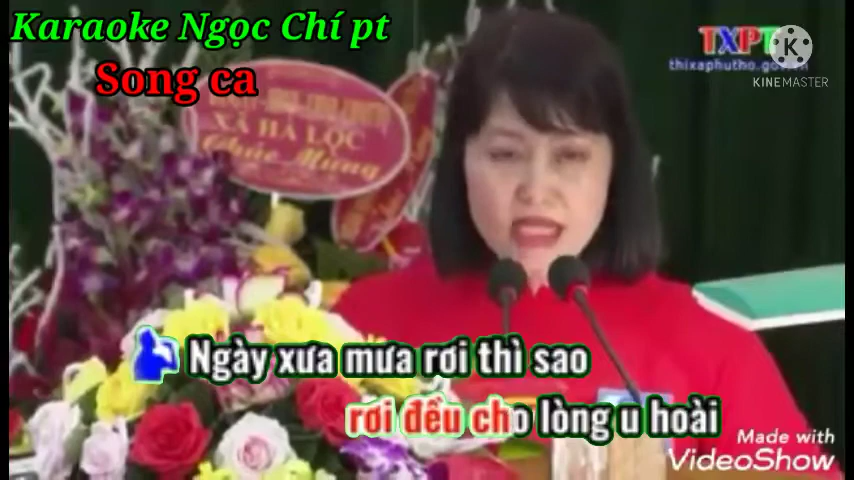 Karaoke Ngọc Chí pt
Song ca
TXPT
thixaphutho.gov.vn
KINEMASTER
XÃ HÀ LỘC
Chúc Mừng
Ngày xưa mưa rơi thì sao
rơi đều cho lòng u hoài
Made with
VideoShow